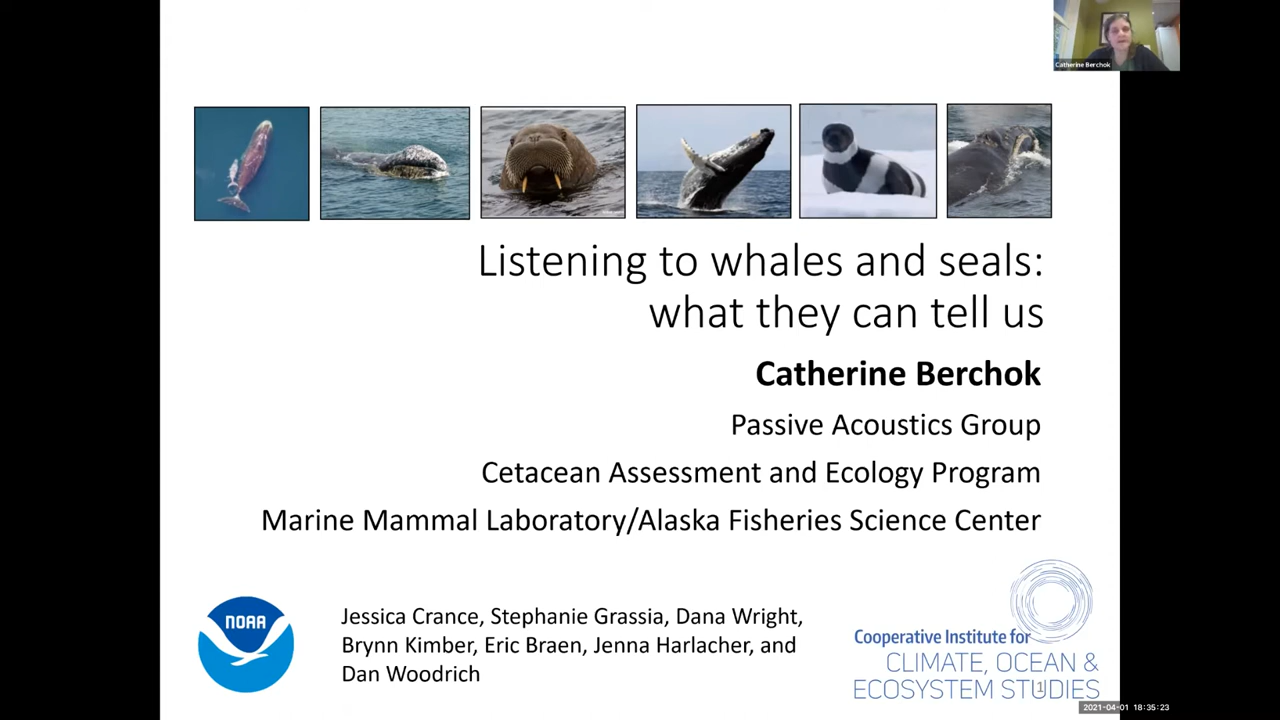 Catherine Berchok
Listening to whales and seals:
what they can tell us
Catherine Berchok
Passive Acoustics Group
Cetacean Assessment and Ecology Program
Marine Mammal Laboratory/Alaska Fisheries Science Center
NOAA
Jessica Crance, Stephanie Grassia, Dana Wright,
Brynn Kimber, Eric Braen, Jenna Harlacher, and
Dan Woodrich
Cooperative Institute for
CLIMATE, OCEAN &
ECOSYSTEM STUDIES
1
2021-04-01 18:35:23